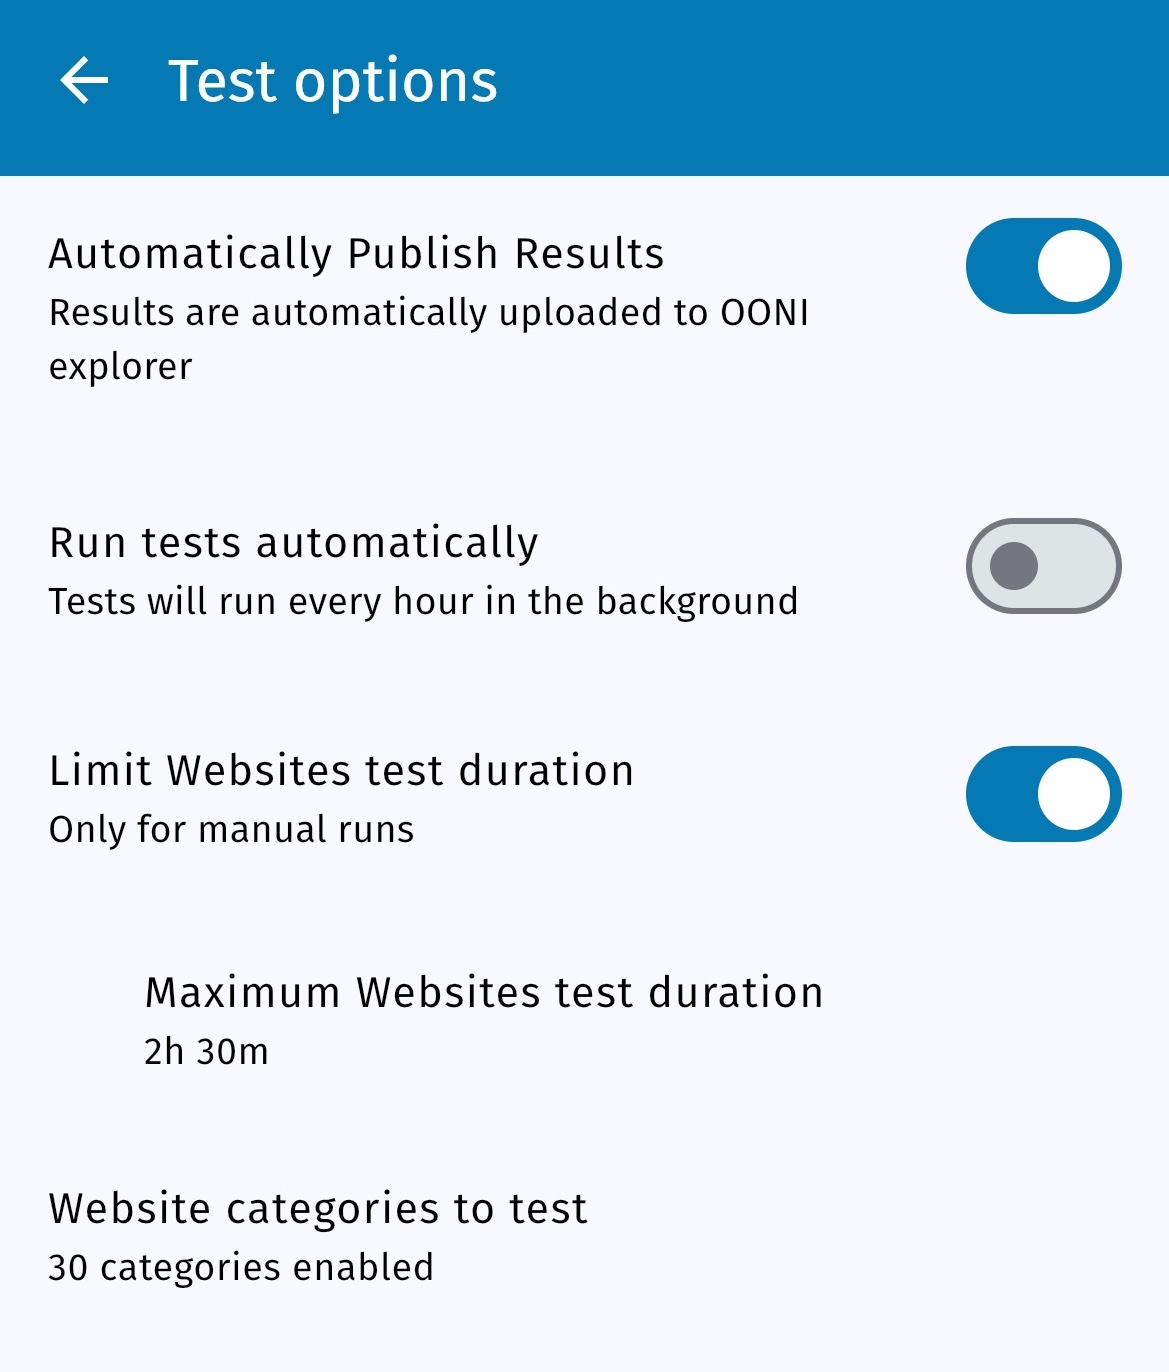 Test options
Automatically Publish Results
Results are automatically uploaded to OONI
explorer
Run tests automatically
Tests will run every hour in the background
Limit Websites test duration
Only for manual runs
Maximum Websites test duration
2h 30m
Website categories to test
30 categories enabled